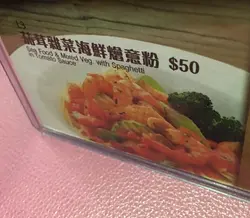 雜菜海鮮燴意粉 $50
Sea Food & Mixed Veg. with Spaghetti
in Tomato Sauce